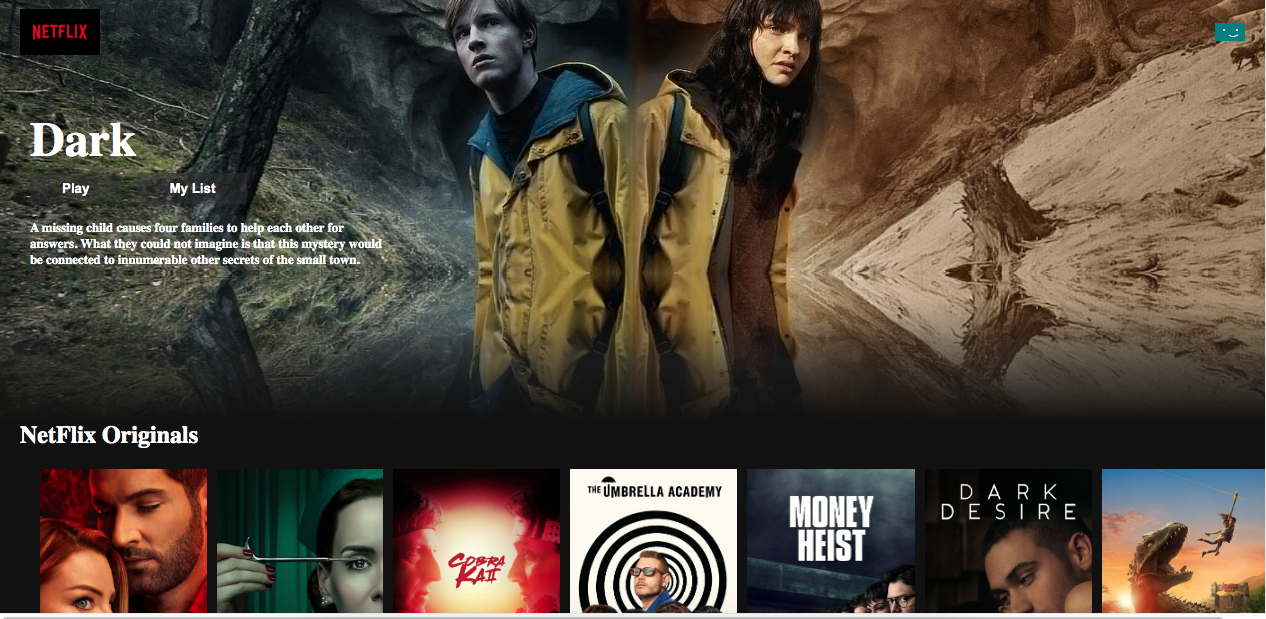 NETFLIX
Dark
Play
My List
A missing child causes four families to help each other for
answers. What they could not imagine is that this mystery would
be connected to innumerable other secrets of the small town.
NetFlix Originals
COBRA
KAII
THE UMBRELLA ACADEMY
MONEY
HEIST
DARK
DESIRE